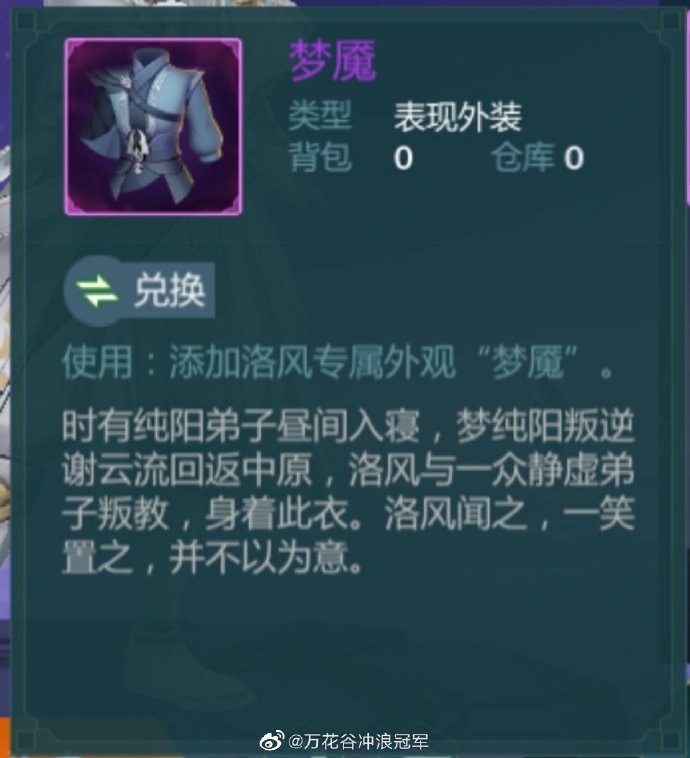 梦魇
类型 表现外装
背包 0 仓库 0
兑换
使用：添加洛风专属外观“梦魇”。
时有纯阳弟子昼间入寝，梦纯阳叛逆
谢云流回返中原，洛风与一众静虚弟
子叛教，身着此衣。洛风闻之，一笑
置之，并不以为意。
@万花谷冲浪冠军